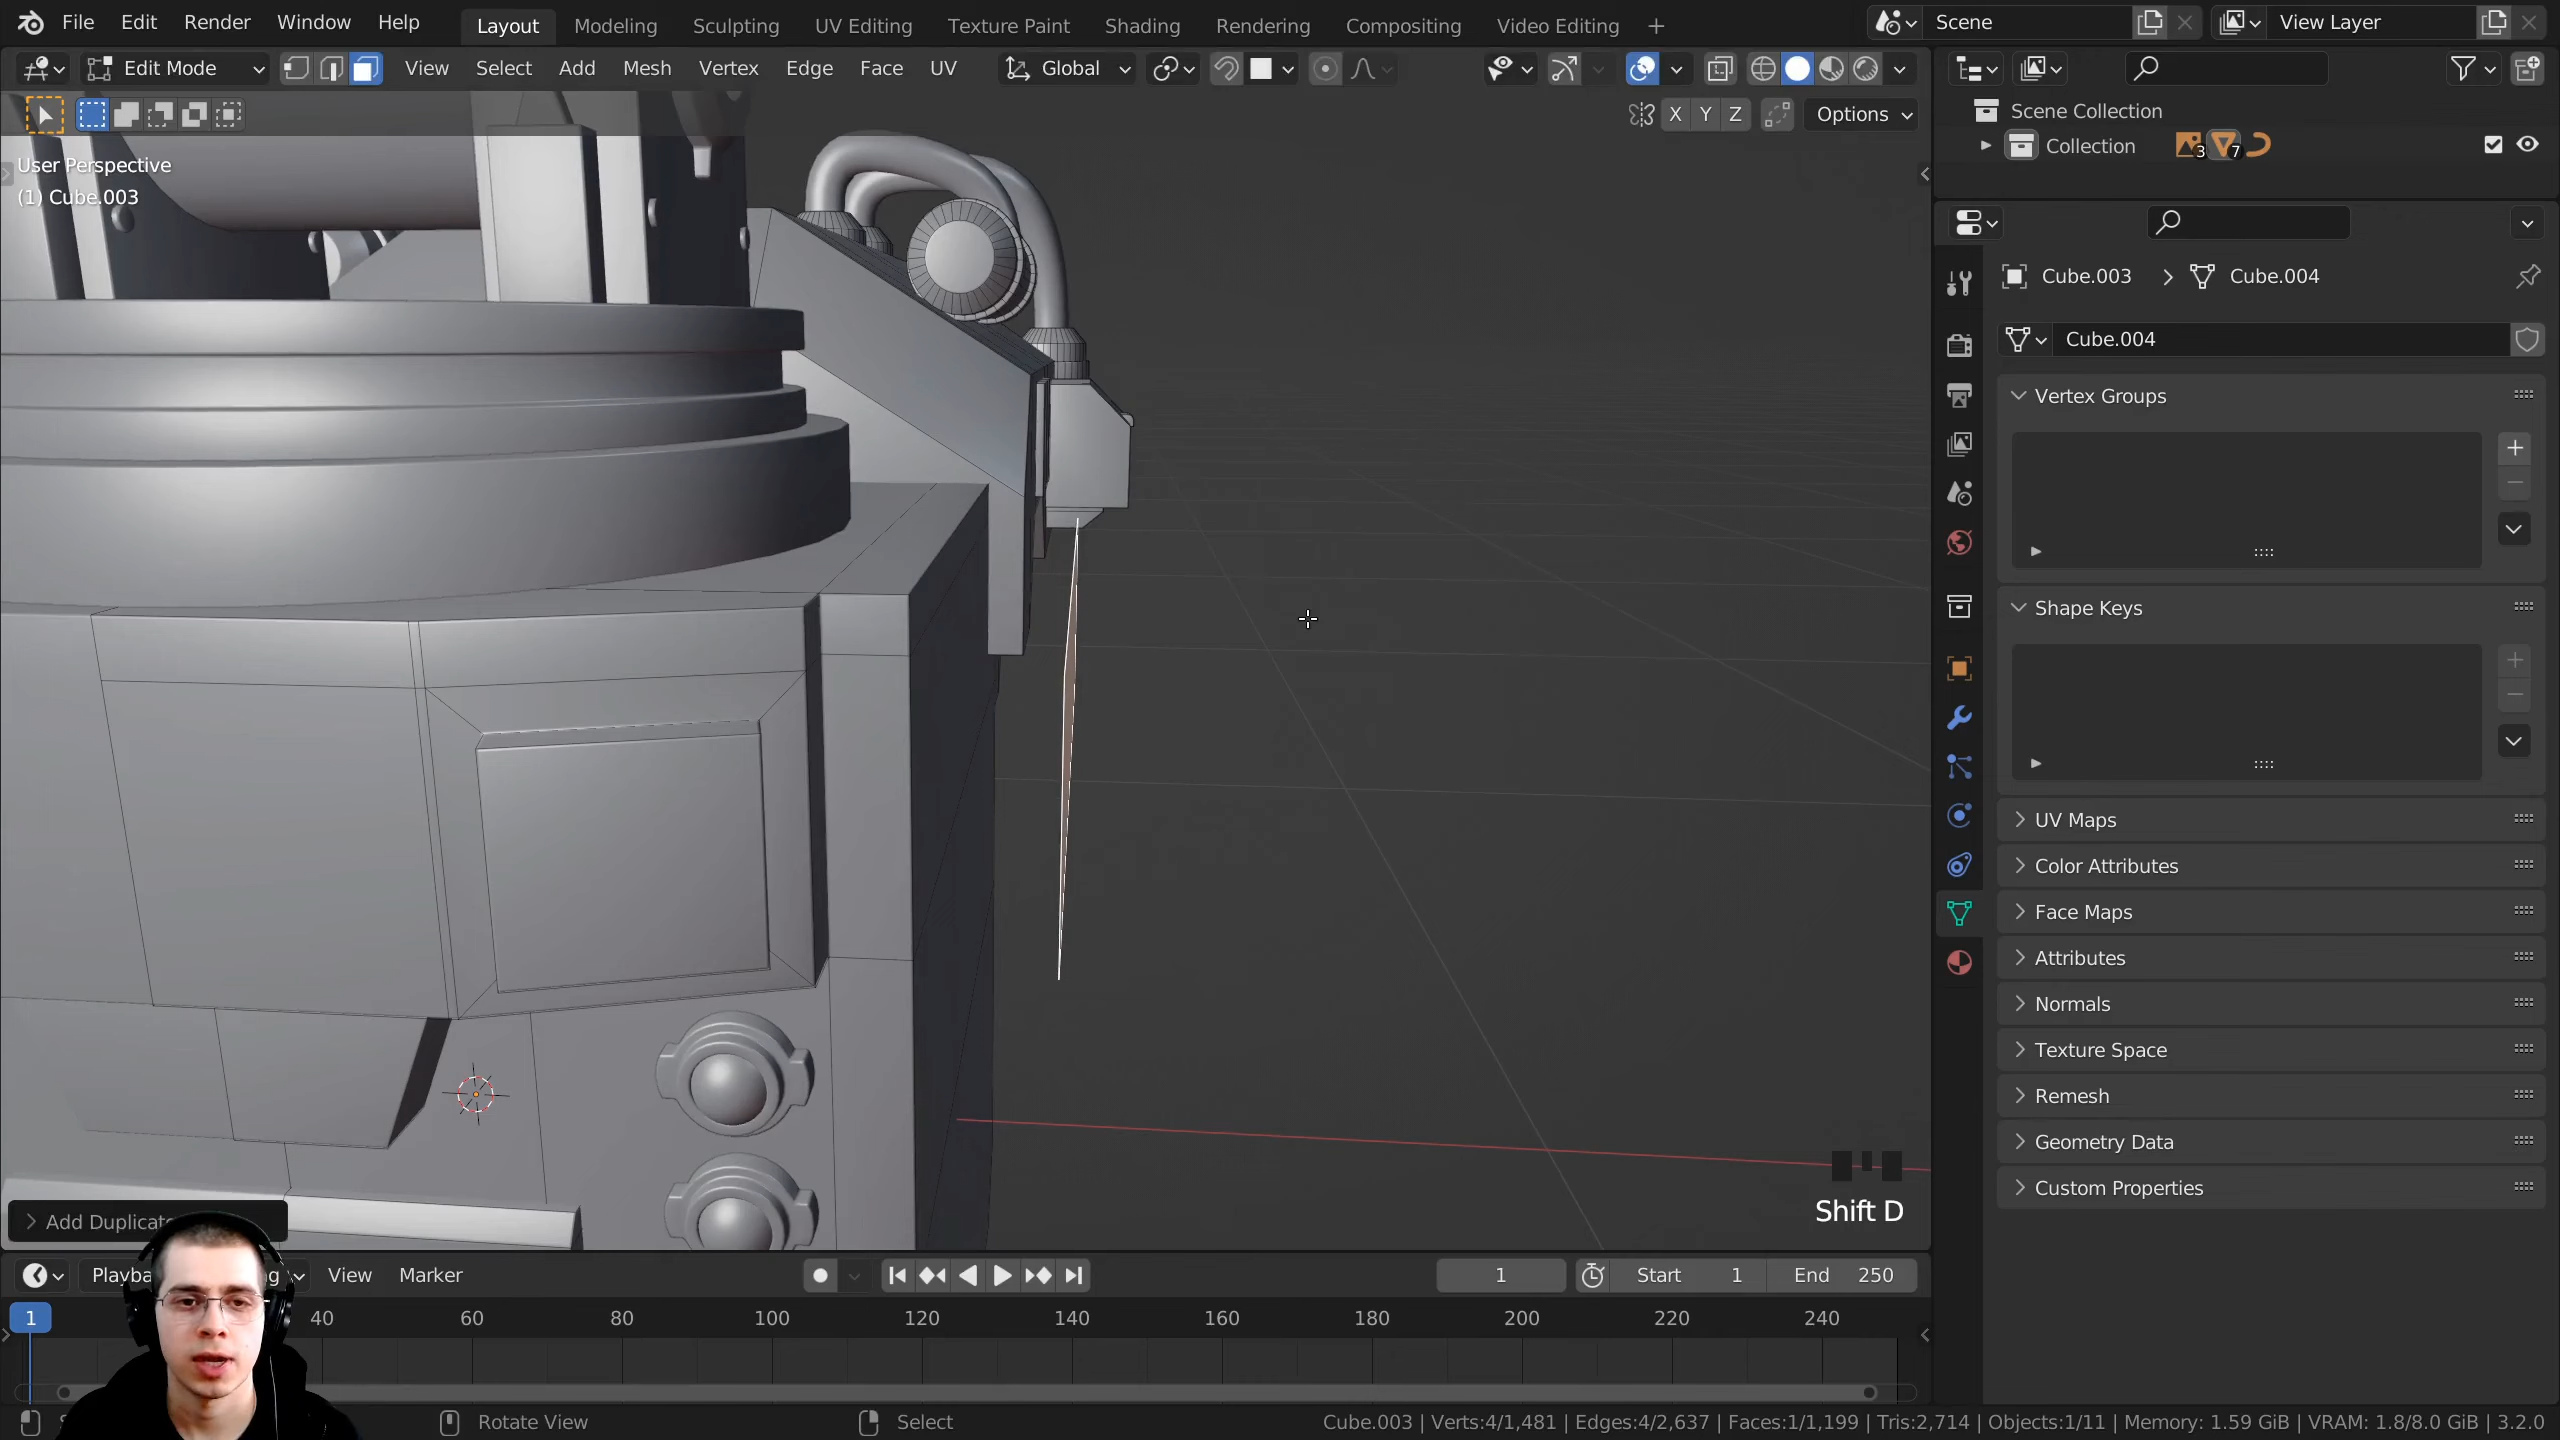 File Edit Render Window Help Layout Modeling Sculpting UV Editing Texture Paint Shading Rendering Compositing Video Editing + Scene View Layer
Edit Mode View Select Add Mesh Vertex Edge Face UV Global
X Y Z Options
User Perspective
(1) Cube.003
Scene Collection
Collection 3 7
Cube.003 > Cube.004
Cube.004
Vertex Groups
Shape Keys
UV Maps
Color Attributes
Face Maps
Attributes
Normals
Texture Space
Remesh
Geometry Data
Custom Properties
Shift D
Add Duplicat
Playba g View Marker 1 Start 1 End 250
1 40 60 80 100 120 140 160 180 200 220 240
S Rotate View Select Cube.003 | Verts:4/1,481 | Edges:4/2,637 | Faces:1/1,199 | Tris:2,714 | Objects:1/11 | Memory: 1.59 GiB | VRAM: 1.8/8.0 GiB | 3.2.0